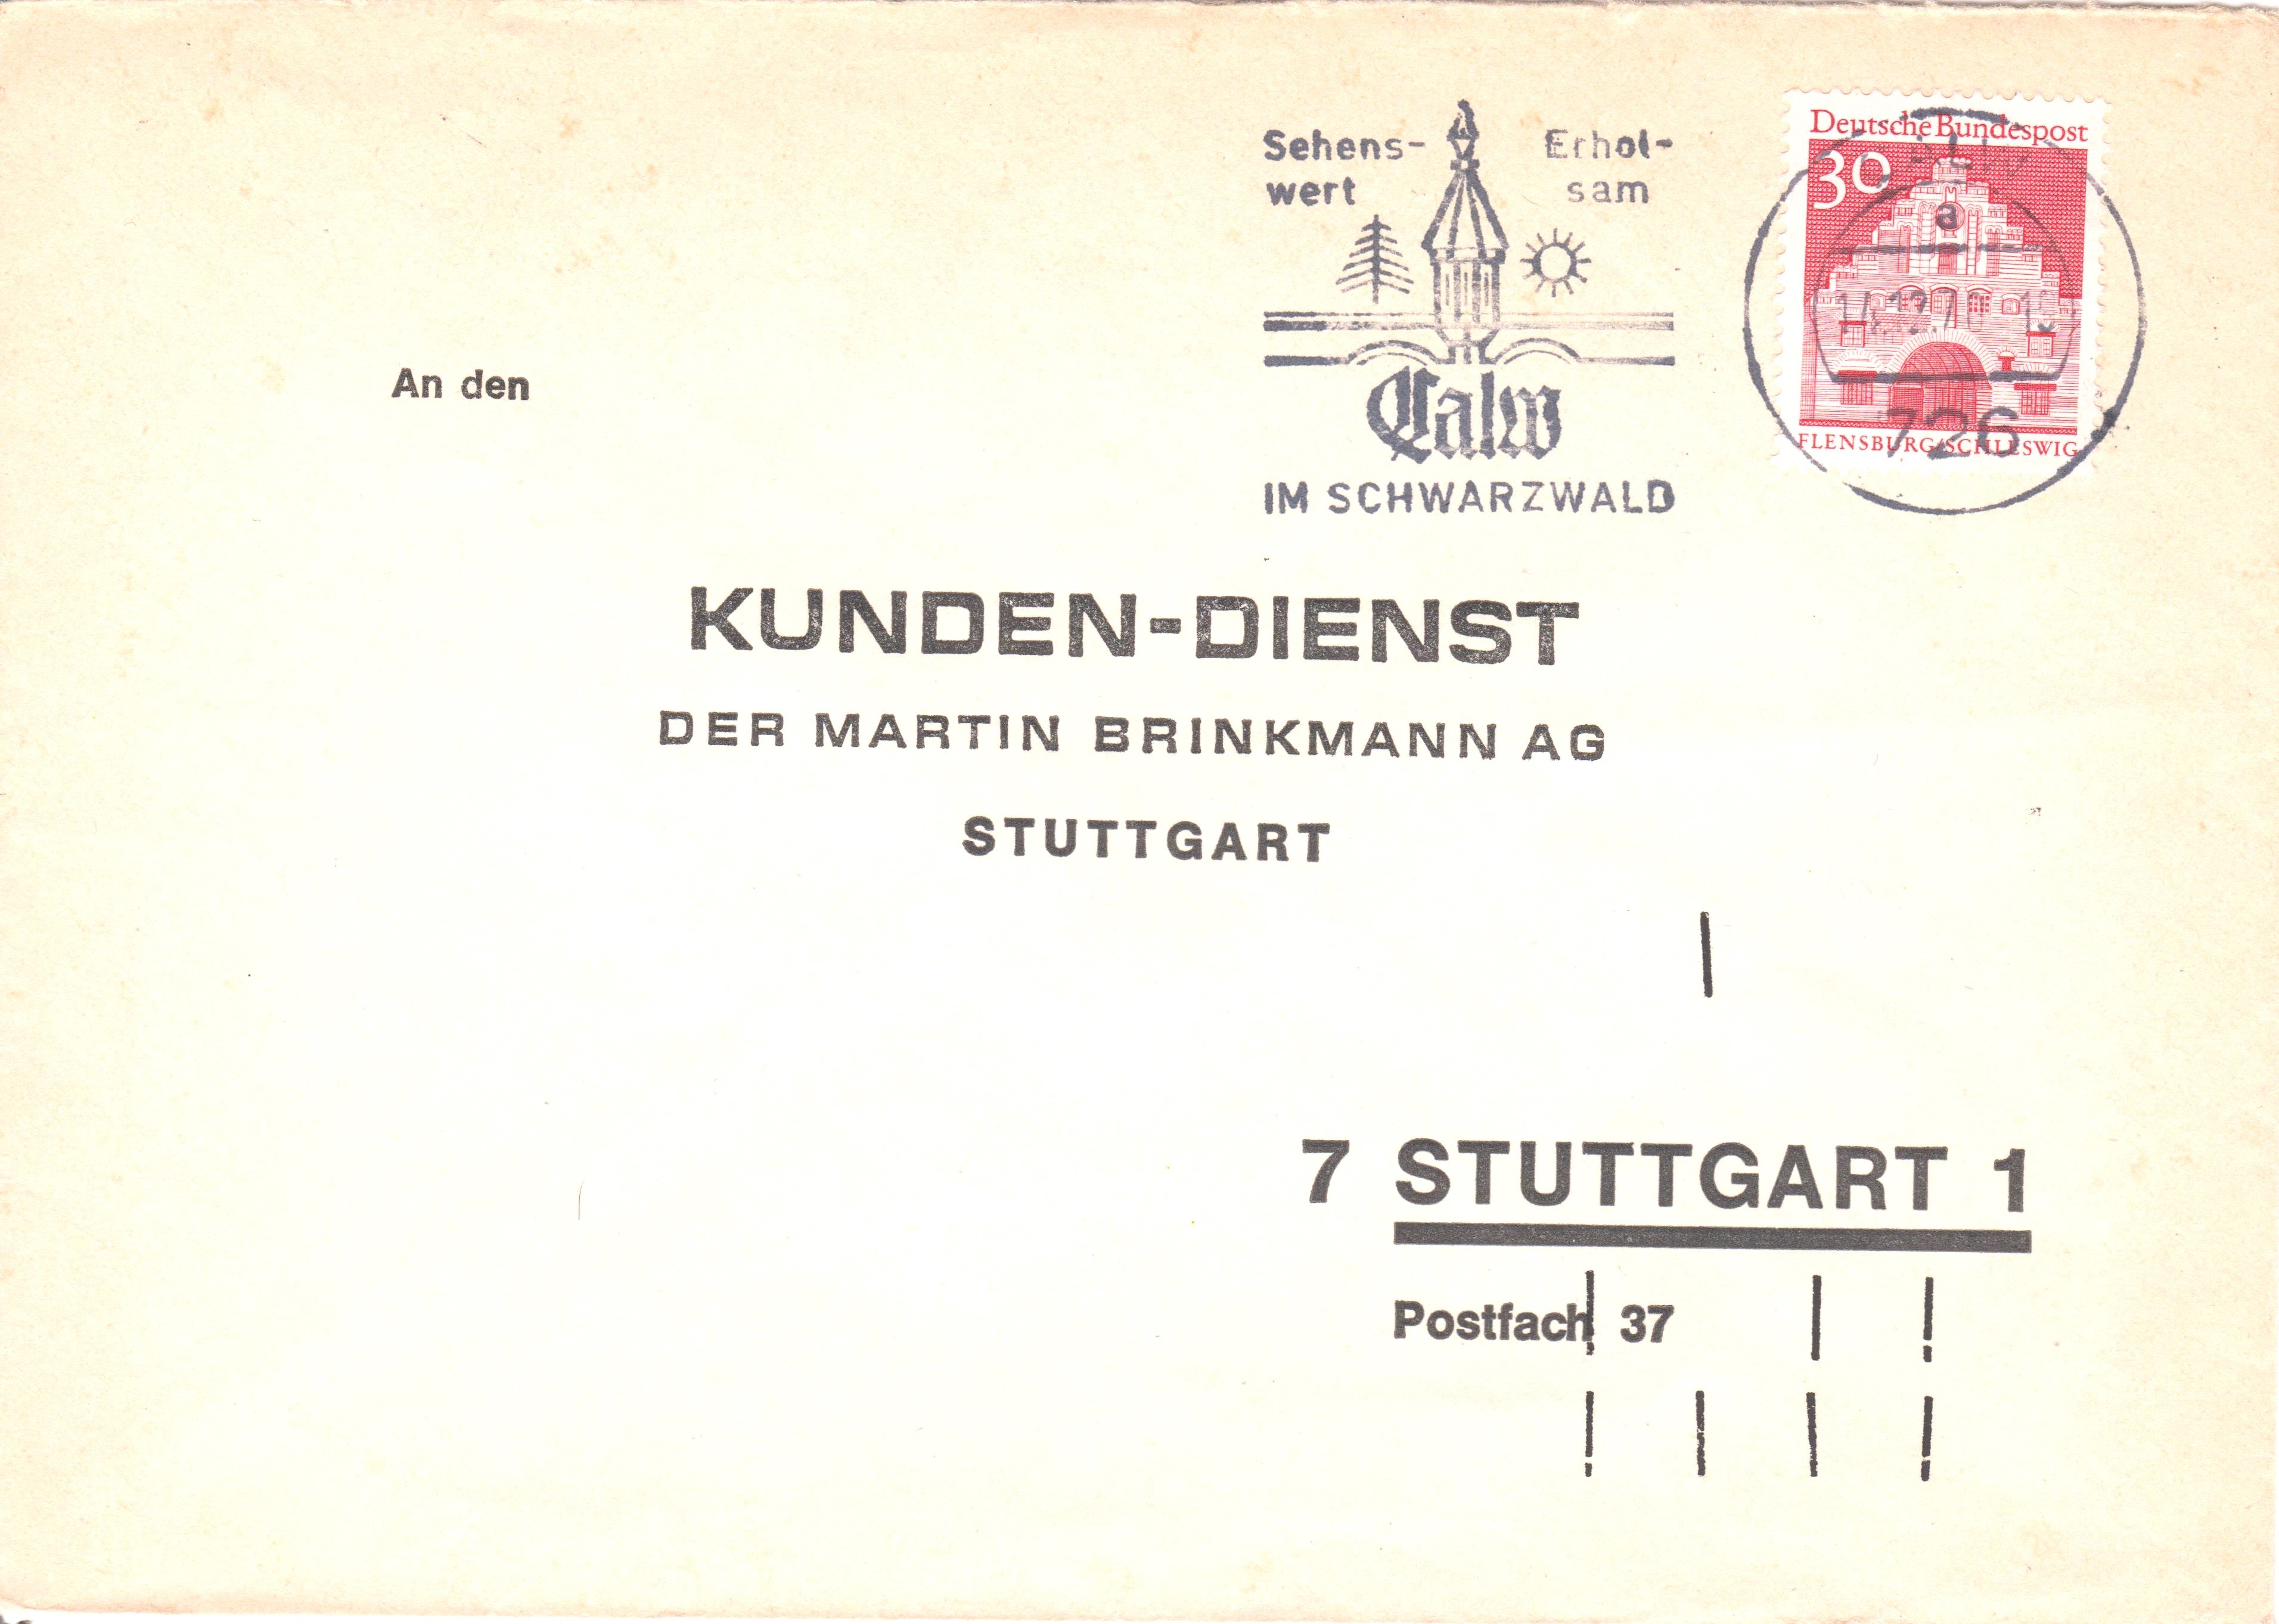 Sehens- Erhol-
wert sam
Calw
IM SCHWARZWALD
Deutsche Bundespost
30
a
726
FLENSBURG/SCHLESWIG
An den
KUNDEN-DIENST
DER MARTIN BRINKMANN AG
STUTTGART
7 STUTTGART 1
Postfach 37